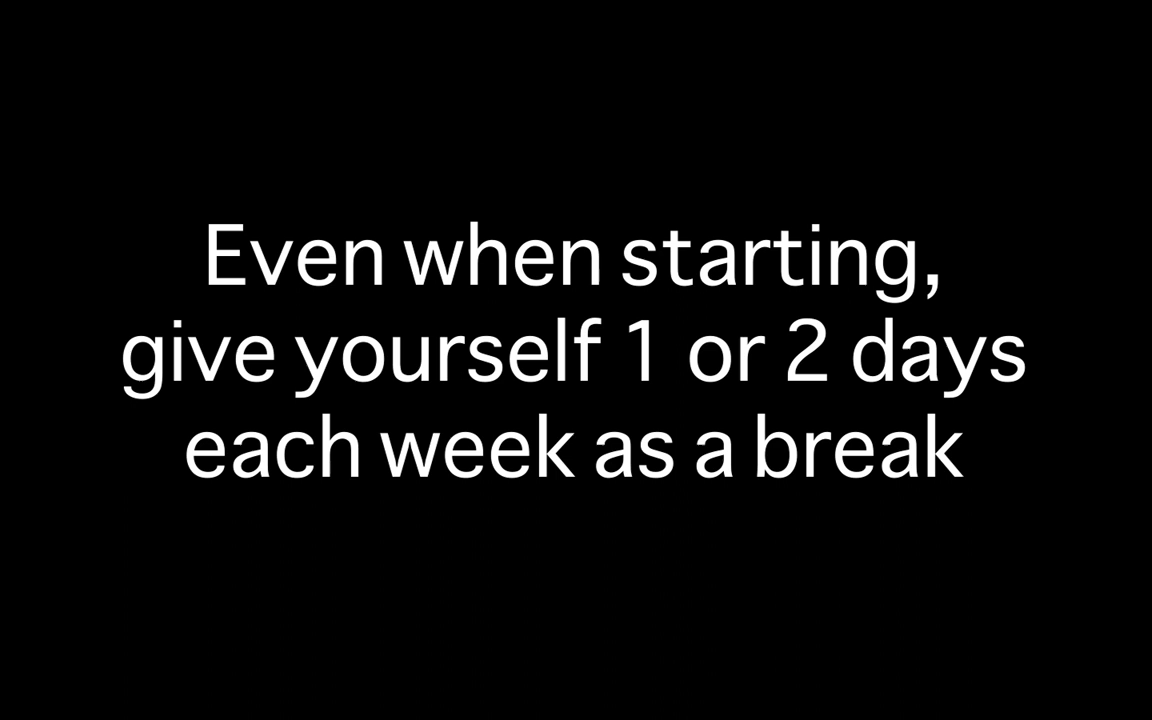 Even when starting,
give yourself 1 or 2 days
each week as a break